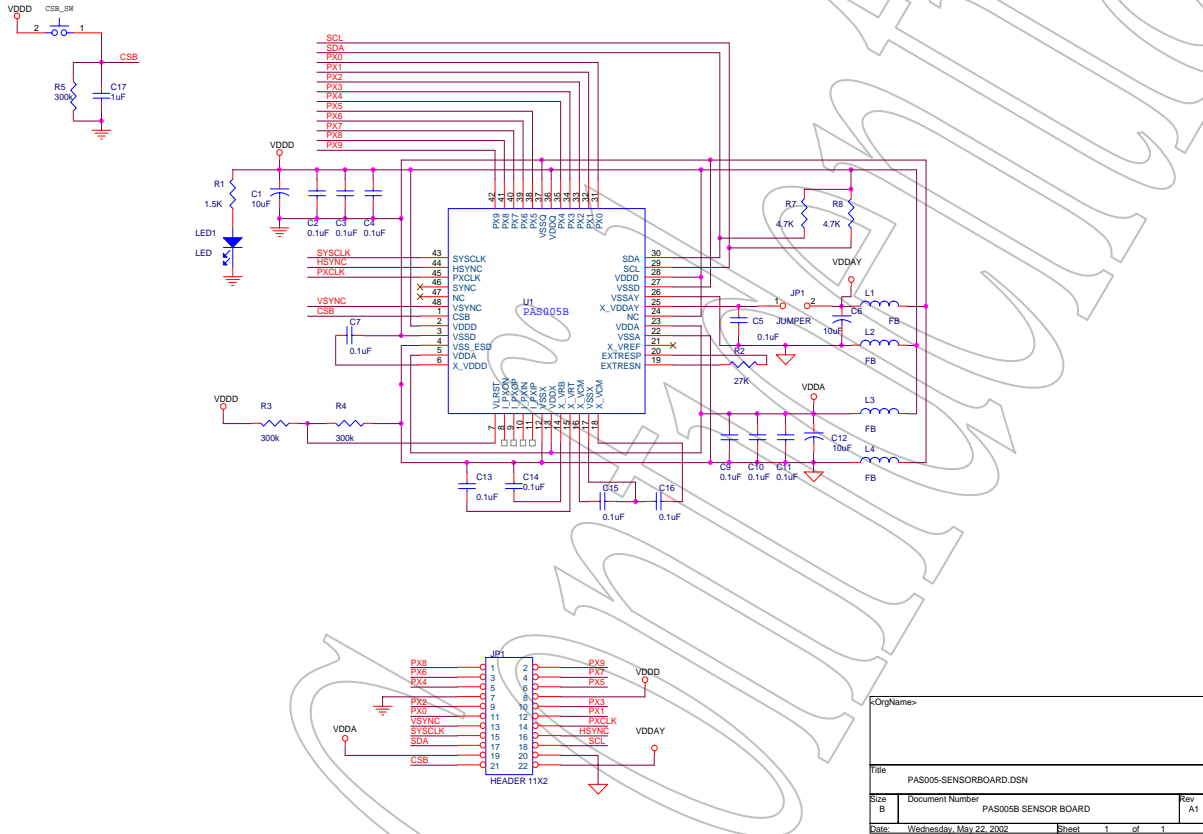 VDDD
CSB_SW
2 1
CSB
R5
300k
C17
1uF
SCL
SDA
PX0
PX1
PX2
PX3
PX4
PX5
PX6
PX7
PX8
PX9
VDDD
R1
1.5K
C1
10uF
C2
0.1uF
C3
0.1uF
C4
0.1uF
LED1
LED
42 41 40 39 38 37 36 35 34 33 32 31
PX9 PX8 PX7 PX6 PX5 VSSQ VDDQ PX4 PX3 PX2 PX1 PX0
SYSCLK 43 SYSCLK
HSYNC 44 HSYNC
PXCLK 45 PXCLK
46 SYNC
47 NC
VSYNC 48 VSYNC
CSB 1 CSB
2 VDDD
3 VSSD
4 VSS_ESD
5 VDDA
6 X_VDDD
C7
0.1uF
U1
PAS005B
SDA 30
SCL 29
VDDD 28
VSSD 27
VSSAY 26
X_VDDAY 25
NC 24
VDDA 23
VSSA 22
X_VREF 21
EXTRESP 20
EXTRESN 19
VLRST I_PXON I_PXOP I_PXIN I_PXIP VSSX VDDX X_VRB X_VRT X_VCM VSSX X_VCM
7 8 9 10 11 12 13 14 15 16 17 18
R7
4.7K
R8
4.7K
VDDAY
JP1
1 2
JUMPER
C5
0.1uF
C6
10uF
L1
FB
L2
FB
R2
27K
VDDA
L3
FB
L4
FB
C9
0.1uF
C10
0.1uF
C11
0.1uF
C12
10uF
VDDD
R3
300k
R4
300k
C13
0.1uF
C14
0.1uF
C15
0.1uF
C16
0.1uF
JP1
PX8 1 2 PX9
PX6 3 4 PX7
PX4 5 6 PX5
7 8 VDDD
PX2 9 10 PX3
PX0 11 12 PX1
VSYNC 13 14 PXCLK
SYSCLK 15 16 HSYNC
SDA 17 18 SCL
VDDA 19 20
CSB 21 22 VDDAY
HEADER 11X2
<OrgName>
Title
PAS005-SENSORBOARD.DSN
Size Document Number Rev
B PAS005B SENSOR BOARD A1
Date: Wednesday, May 22, 2002 Sheet 1 of 1